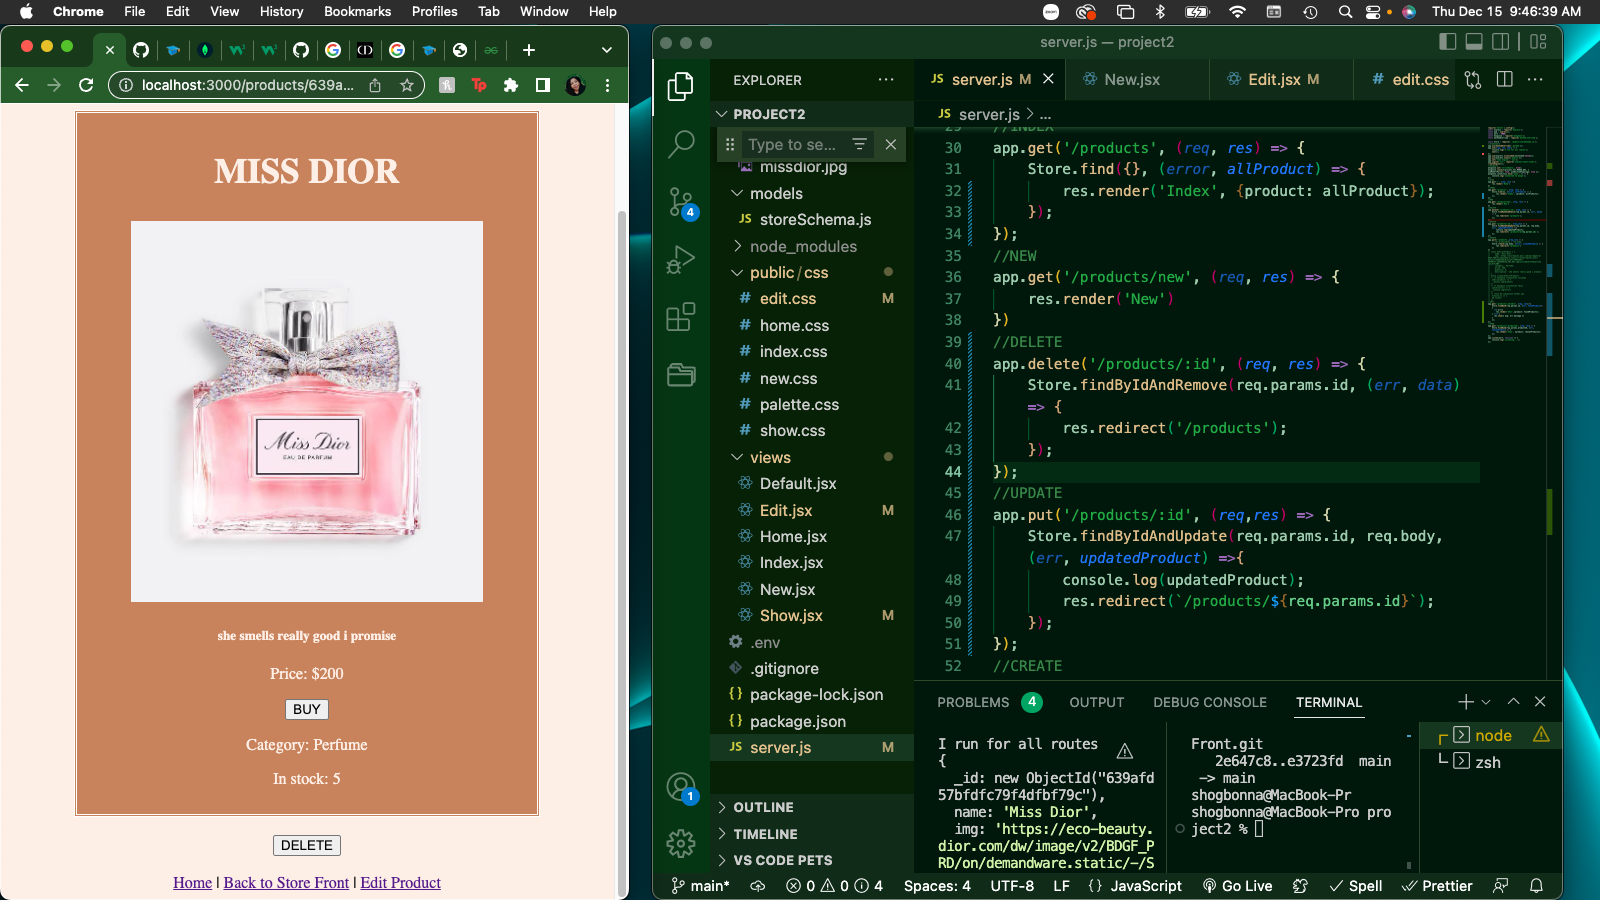 Chrome File Edit View History Bookmarks Profiles Tab Window Help
Thu Dec 15 9:46:39 AM
localhost:3000/products/639a...
MISS DIOR
Miss Dior
EAU DE PARFUM
she smells really good i promise
Price: $200
BUY
Category: Perfume
In stock: 5
DELETE
Home | Back to Store Front | Edit Product
server.js — project2
EXPLORER
PROJECT2
Type to se...
missdior.jpg
models
JS storeSchema.js
node_modules
public/css
# edit.css M
# home.css
# index.css
# new.css
# palette.css
# show.css
views
Default.jsx
Edit.jsx M
Home.jsx
Index.jsx
New.jsx
Show.jsx M
.env
.gitignore
{} package-lock.json
{} package.json
JS server.js M
OUTLINE
TIMELINE
VS CODE PETS
4
1
JS server.js M
New.jsx
Edit.jsx M
# edit.css
JS server.js > ...
29 //INDEX
30 app.get('/products', (req, res) => {
31 Store.find({}, (error, allProduct) => {
32 res.render('Index', {product: allProduct});
33 });
34 });
35 //NEW
36 app.get('/products/new', (req, res) => {
37 res.render('New')
38 })
39 //DELETE
40 app.delete('/products/:id', (req, res) => {
41 Store.findByIdAndRemove(req.params.id, (err, data)
=> {
42 res.redirect('/products');
43 });
44 });
45 //UPDATE
46 app.put('/products/:id', (req,res) => {
47 Store.findByIdAndUpdate(req.params.id, req.body,
(err, updatedProduct) =>{
48 console.log(updatedProduct);
49 res.redirect(`/products/${req.params.id}`);
50 });
51 });
52 //CREATE
PROBLEMS 4 OUTPUT DEBUG CONSOLE TERMINAL
I run for all routes
{
_id: new ObjectId("639afd
57bfdfc79f4dfbf79c"),
name: 'Miss Dior',
img: 'https://eco-beauty.
dior.com/dw/image/v2/BDGF_P
RD/on/demandware.static/-/S
Front.git
2e647c8..e3723fd main
-> main
shogbonna@MacBook-Pr
shogbonna@MacBook-Pro pro
ject2 %
node
zsh
main* 0 0 4 Spaces: 4 UTF-8 LF {} JavaScript Go Live Spell Prettier